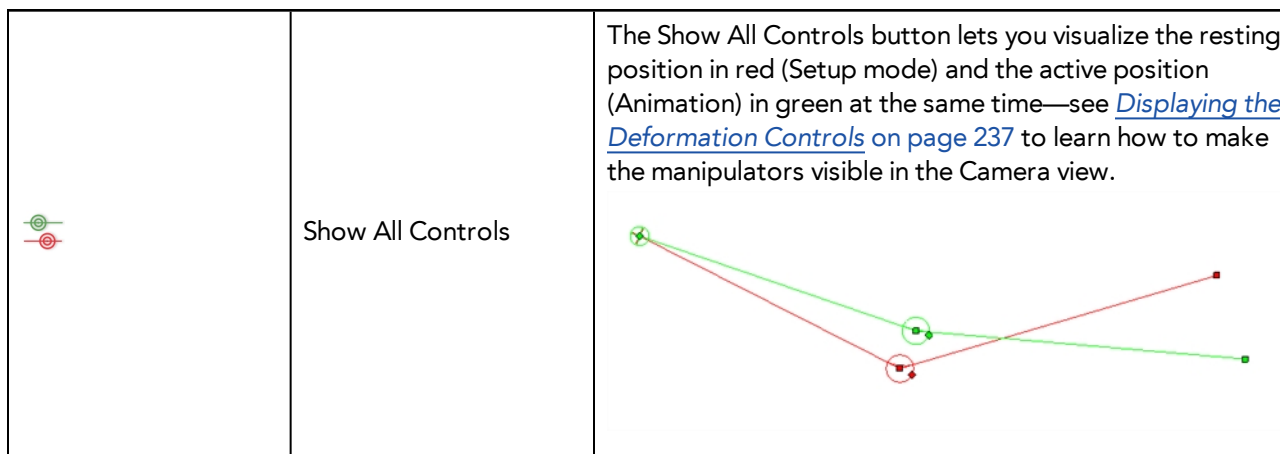 Show All Controls
The Show All Controls button lets you visualize the resting
position in red (Setup mode) and the active position
(Animation) in green at the same time—see Displaying the
Deformation Controls on page 237 to learn how to make
the manipulators visible in the Camera view.